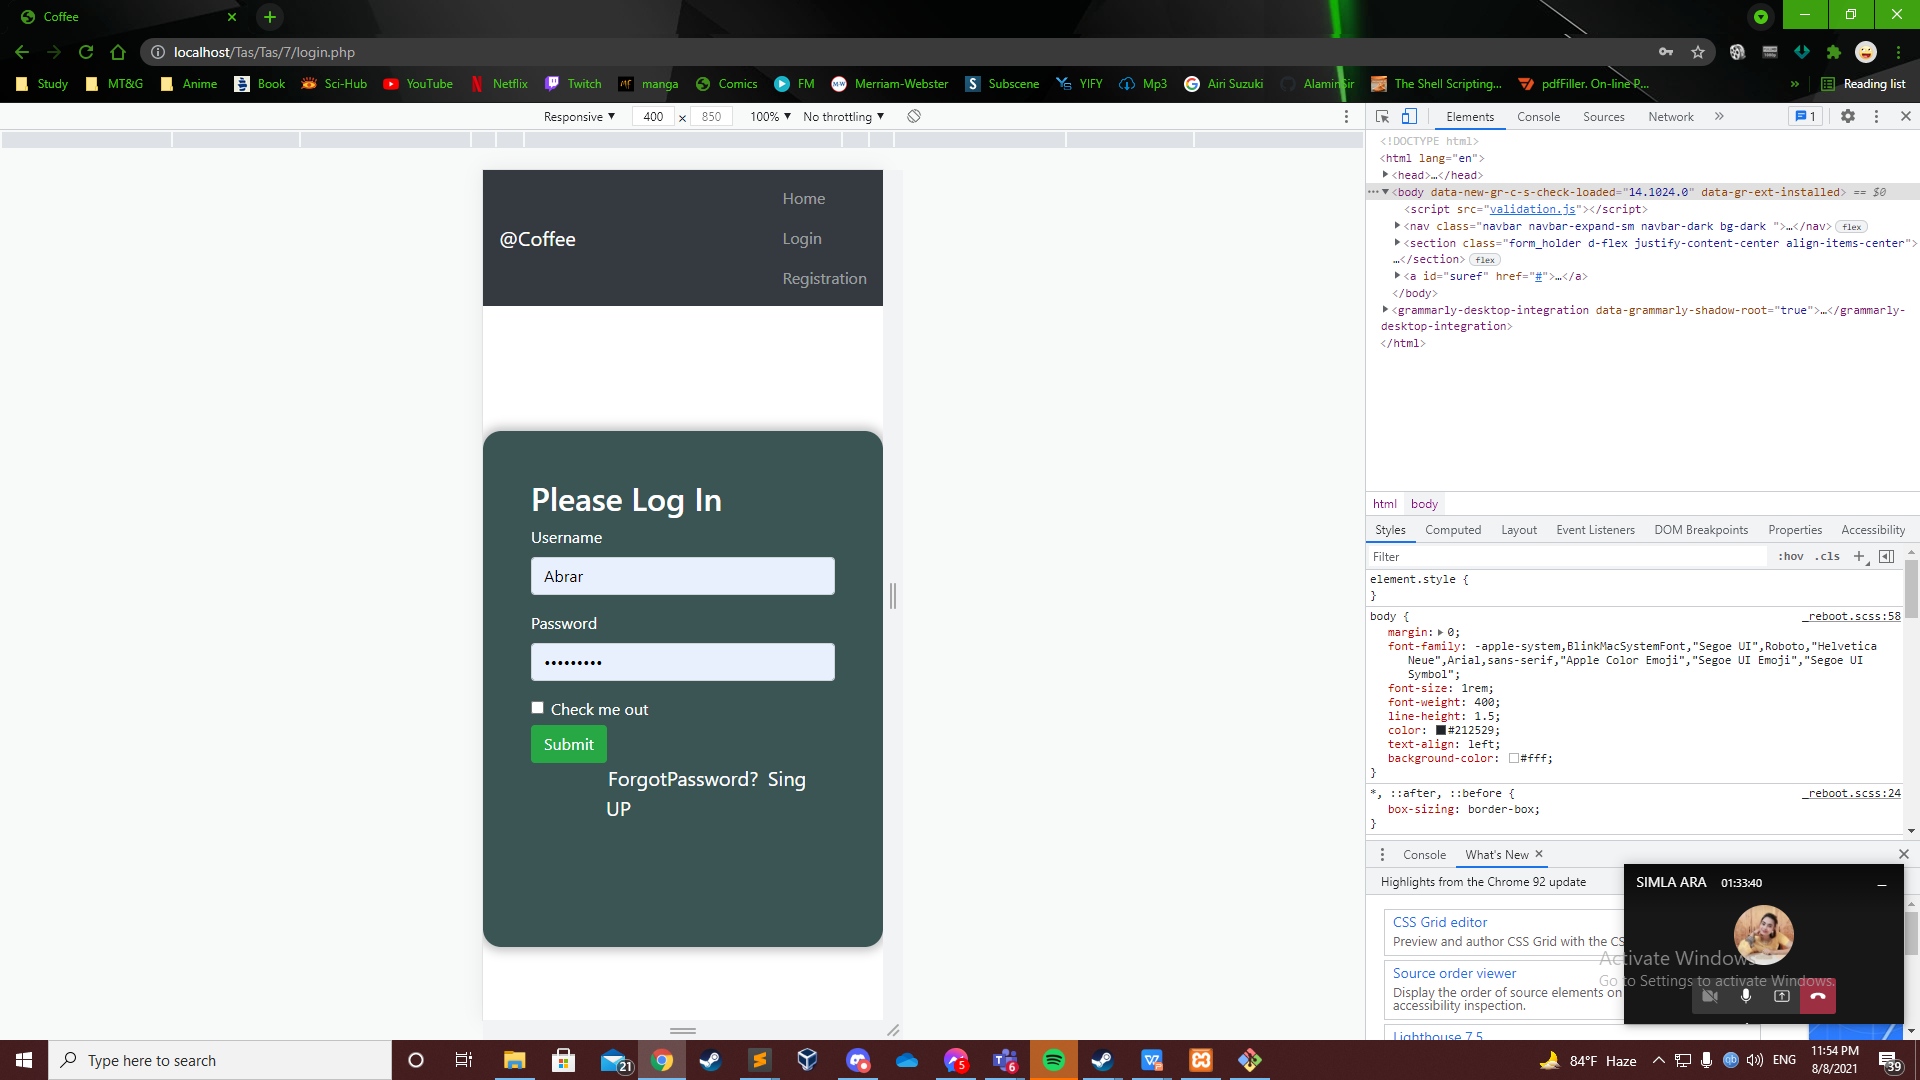 Coffee
localhost/Tas/Tas/7/login.php
Study MT&G Anime Book Sci-Hub YouTube Netflix Twitch manga Comics FM Merriam-Webster Subscene YIFY Mp3 Airi Suzuki AlaminSir The Shell Scripting... pdfFiller. On-line P... » Reading list
Responsive ▼ 400 × 850 100% ▼ No throttling ▼
Elements Console Sources Network » 1
<!DOCTYPE html>
<html lang="en">
<head>…</head>
<body data-new-gr-c-s-check-loaded="14.1024.0" data-gr-ext-installed> == $0
<script src="validation.js"></script>
<nav class="navbar navbar-expand-sm navbar-dark bg-dark ">…</nav> flex
<section class="form_holder d-flex justify-content-center align-items-center">
…</section> flex
<a id="suref" href="#">…</a>
</body>
<grammarly-desktop-integration data-grammarly-shadow-root="true">…</grammarly-
desktop-integration>
</html>
Home
@Coffee
Login
Registration
Please Log In
Username
Abrar
Password
•••••••••
Check me out
Submit
ForgotPassword? Sing
UP
html body
Styles Computed Layout Event Listeners DOM Breakpoints Properties Accessibility
Filter :hov .cls +
element.style {
}
body { _reboot.scss:58
margin: 0;
font-family: -apple-system,BlinkMacSystemFont,"Segoe UI",Roboto,"Helvetica
Neue",Arial,sans-serif,"Apple Color Emoji","Segoe UI Emoji","Segoe UI
Symbol";
font-size: 1rem;
font-weight: 400;
line-height: 1.5;
color: #212529;
text-align: left;
background-color: #fff;
}
*, ::after, ::before { _reboot.scss:24
box-sizing: border-box;
}
Console What's New ×
Highlights from the Chrome 92 update
CSS Grid editor
Preview and author CSS Grid with the CS
Source order viewer
Display the order of source elements on
accessibility inspection.
Lighthouse 7.5
SIMLA ARA 01:33:40
Activate Windows
Go to Settings to activate Windows.
Type here to search
21
5
6
84°F Haze
ENG
11:54 PM
8/8/2021
39